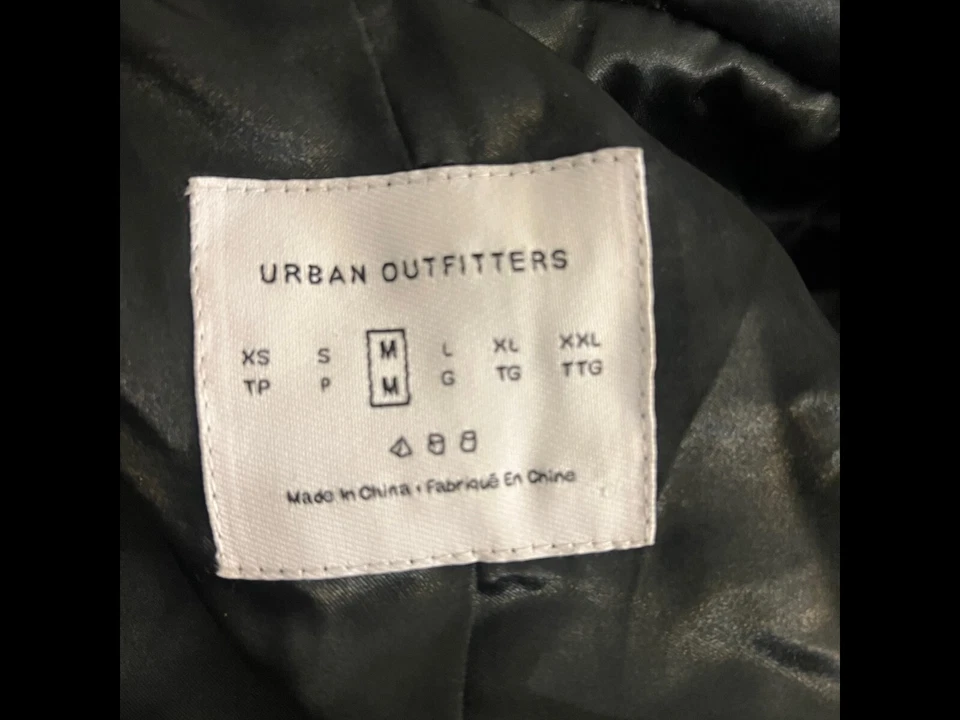 URBAN OUTFITTERS
XS S M L XL XXL
TP P M G TG TTG
Made In China • Fabriqué En Chine